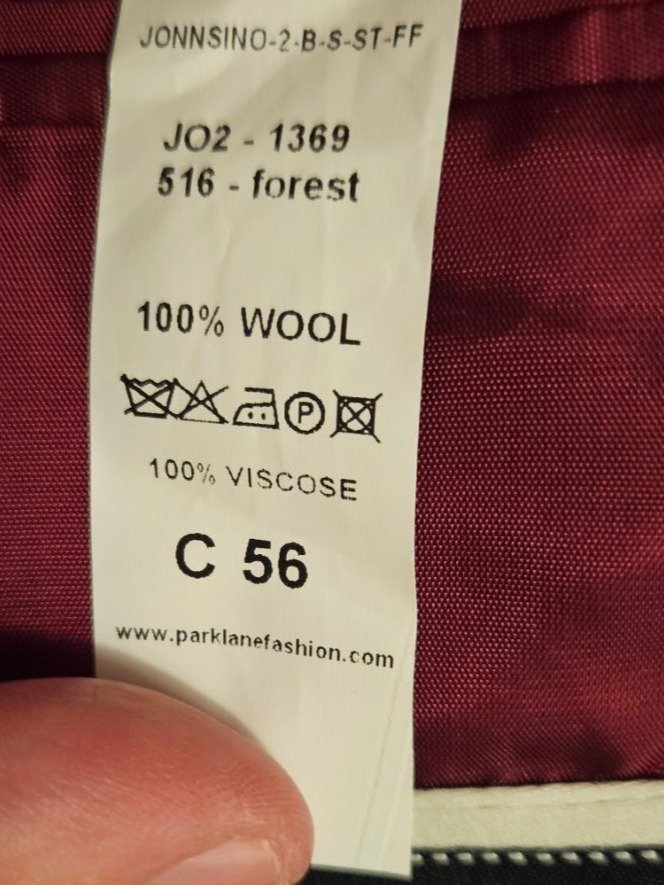 JONNSINO-2-B-S-ST-FF
JO2 - 1369
516 - forest
100% WOOL
P
100% VISCOSE
C 56
www.parklanefashion.com